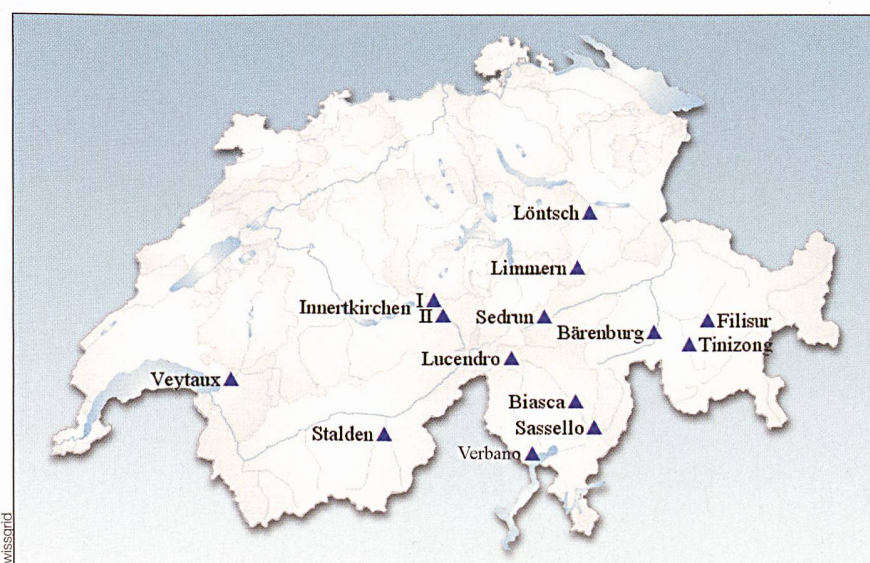 Löntsch
Limmern
Innertkirchen I
II
Sedrun
Bärenburg
Filisur
Tinizong
Lucendro
Veytaux
Biasca
Sassello
Stalden
Verbano
wissgrid